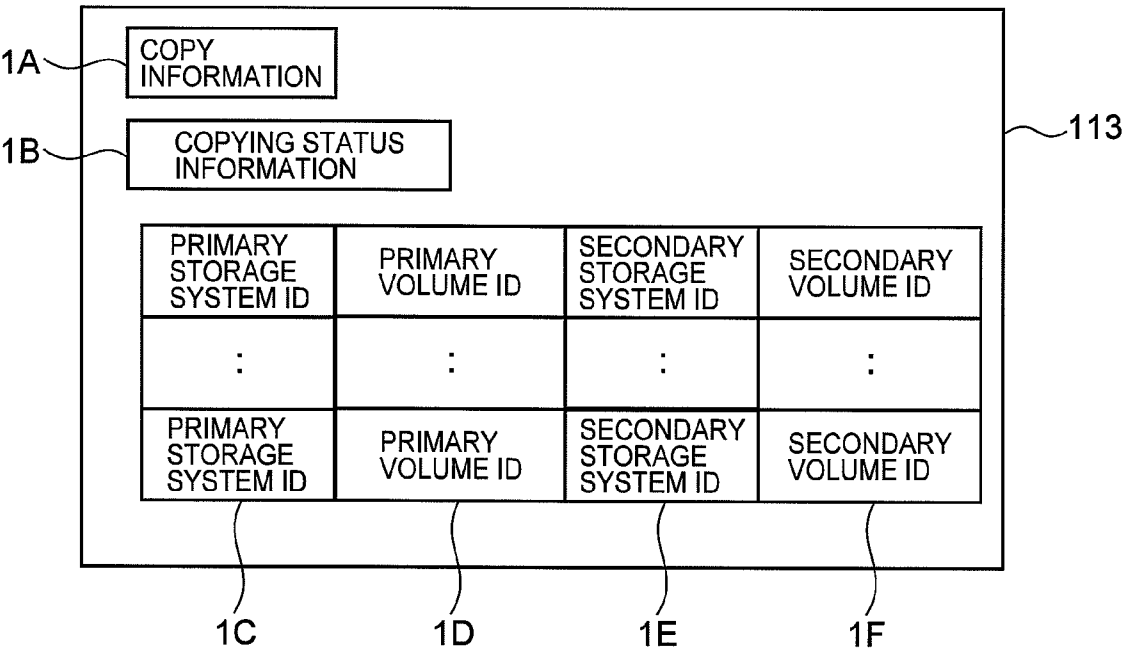 COPY
INFORMATION
1A
COPYING STATUS
INFORMATION
1B
113
PRIMARY
STORAGE
SYSTEM ID
PRIMARY
VOLUME ID
SECONDARY
STORAGE
SYSTEM ID
SECONDARY
VOLUME ID
:
:
:
:
PRIMARY
STORAGE
SYSTEM ID
PRIMARY
VOLUME ID
SECONDARY
STORAGE
SYSTEM ID
SECONDARY
VOLUME ID
1C
1D
1E
1F